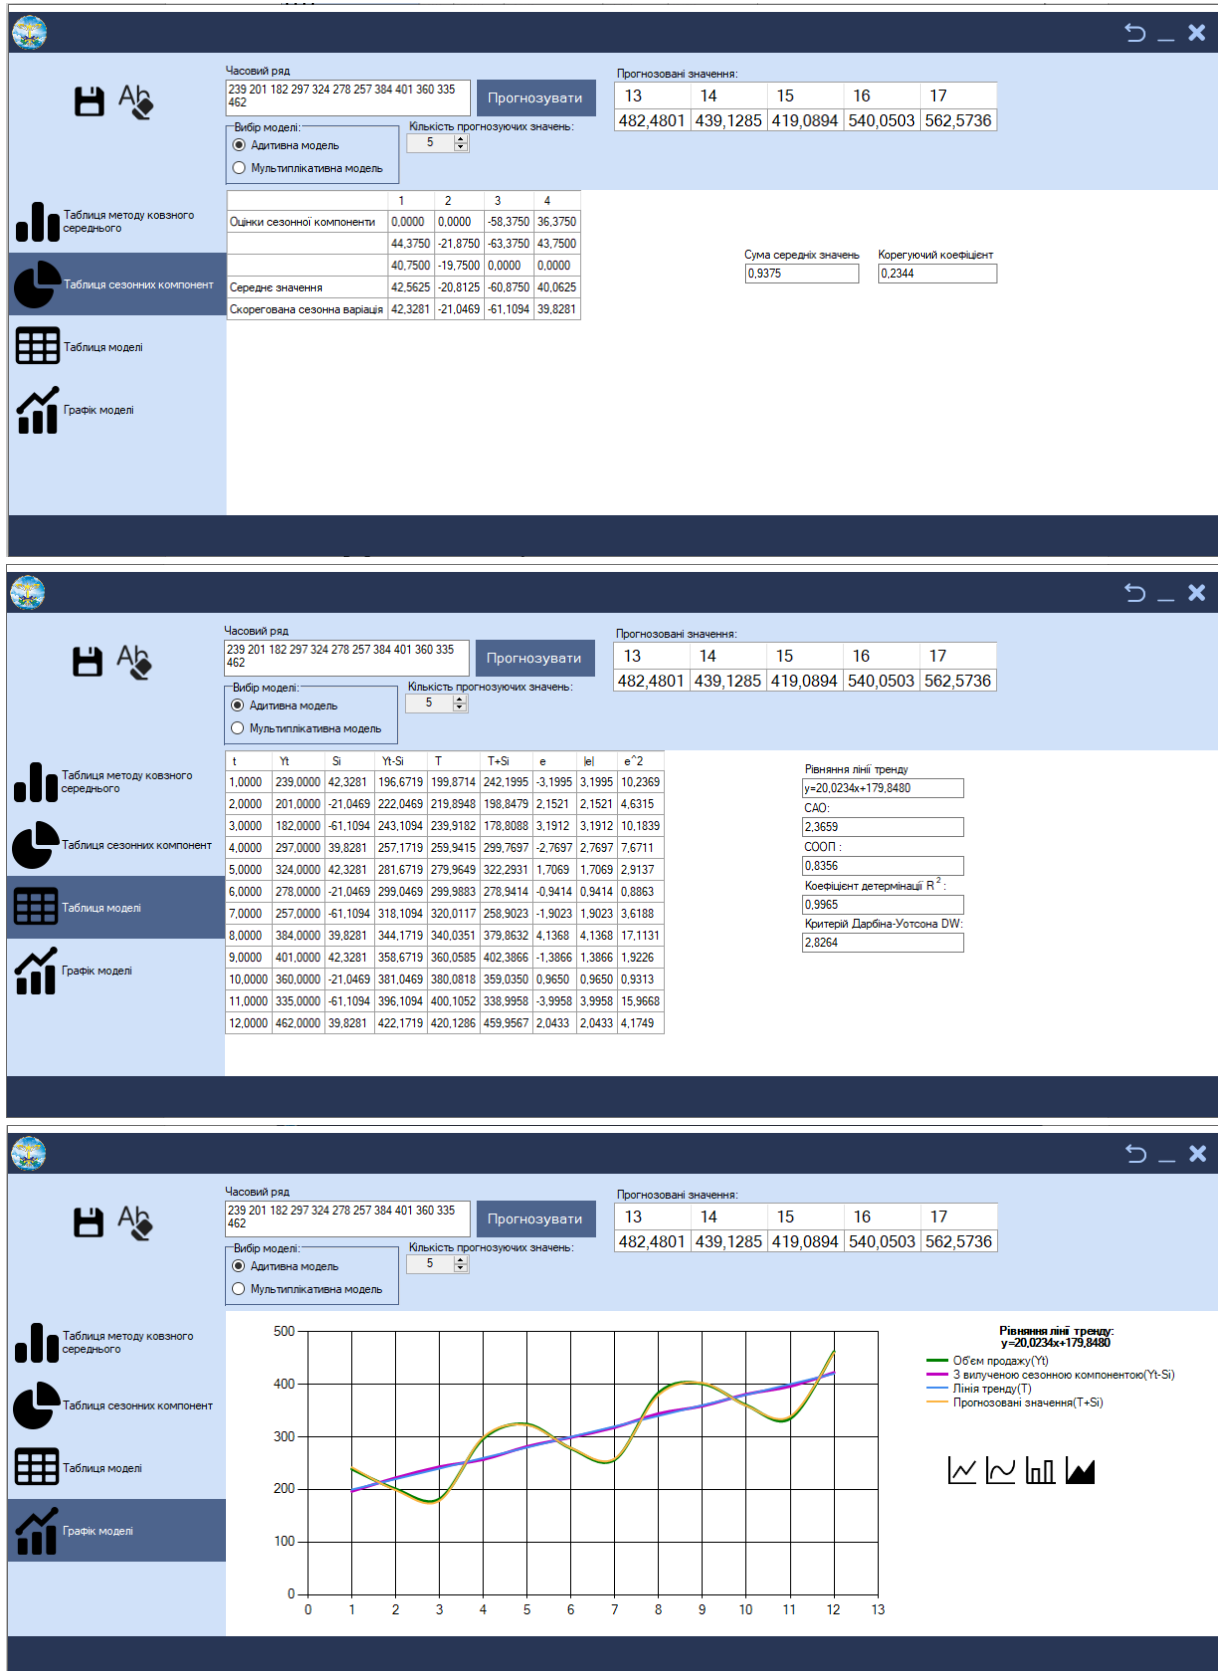 Часовий ряд
239 201 182 297 324 278 257 384 401 360 335
462
Прогнозувати
Вибір моделі:
Адитивна модель
Мультиплікативна модель
Кількість прогнозуючих значень:
5
Прогнозовані значення:
13 14 15 16 17
482,4801 439,1285 419,0894 540,0503 562,5736
Таблиця методу ковзного
середнього
Таблиця сезонних компонент
Таблиця моделі
Графік моделі
1 2 3 4
Оцінки сезонної компоненти 0,0000 0,0000 -58,3750 36,3750
44,3750 -21,8750 -63,3750 43,7500
40,7500 -19,7500 0,0000 0,0000
Середнє значення 42,5625 -20,8125 -60,8750 40,0625
Скорегована сезонна варіація 42,3281 -21,0469 -61,1094 39,8281
Сума середніх значень Корегуючий коефіцієнт
0,9375 0,2344
Часовий ряд
239 201 182 297 324 278 257 384 401 360 335
462
Прогнозувати
Вибір моделі:
Адитивна модель
Мультиплікативна модель
Кількість прогнозуючих значень:
5
Прогнозовані значення:
13 14 15 16 17
482,4801 439,1285 419,0894 540,0503 562,5736
Таблиця методу ковзного
середнього
Таблиця сезонних компонент
Таблиця моделі
Графік моделі
t Yt Si Yt-Si T T+Si e |e| e^2
1,0000 239,0000 42,3281 196,6719 199,8714 242,1995 -3,1995 3,1995 10,2369
2,0000 201,0000 -21,0469 222,0469 219,8948 198,8479 2,1521 2,1521 4,6315
3,0000 182,0000 -61,1094 243,1094 239,9182 178,8088 3,1912 3,1912 10,1839
4,0000 297,0000 39,8281 257,1719 259,9415 299,7697 -2,7697 2,7697 7,6711
5,0000 324,0000 42,3281 281,6719 279,9649 322,2931 1,7069 1,7069 2,9137
6,0000 278,0000 -21,0469 299,0469 299,9883 278,9414 -0,9414 0,9414 0,8863
7,0000 257,0000 -61,1094 318,1094 320,0117 258,9023 -1,9023 1,9023 3,6188
8,0000 384,0000 39,8281 344,1719 340,0351 379,8632 4,1368 4,1368 17,1131
9,0000 401,0000 42,3281 358,6719 360,0585 402,3866 -1,3866 1,3866 1,9226
10,0000 360,0000 -21,0469 381,0469 380,0818 359,0350 0,9650 0,9650 0,9313
11,0000 335,0000 -61,1094 396,1094 400,1052 338,9958 -3,9958 3,9958 15,9668
12,0000 462,0000 39,8281 422,1719 420,1286 459,9567 2,0433 2,0433 4,1749
Рівняння лінії тренду
y=20,0234x+179,8480
САО:
2,3659
СООП :
0,8356
Коефіцієнт детермінації R 2 :
0,9965
Критерій Дарбіна-Уотсона DW:
2,8264
Часовий ряд
239 201 182 297 324 278 257 384 401 360 335
462
Прогнозувати
Вибір моделі:
Адитивна модель
Мультиплікативна модель
Кількість прогнозуючих значень:
5
Прогнозовані значення:
13 14 15 16 17
482,4801 439,1285 419,0894 540,0503 562,5736
Таблиця методу ковзного
середнього
Таблиця сезонних компонент
Таблиця моделі
Графік моделі
500
400
300
200
100
0
0 1 2 3 4 5 6 7 8 9 10 11 12 13
Рівняння лінії тренду:
y=20,0234x+179,8480
Об'єм продажу(Yt)
З вилученою сезонною компонентою(Yt-Si)
Лінія тренду(T)
Прогнозовані значення(T+Si)